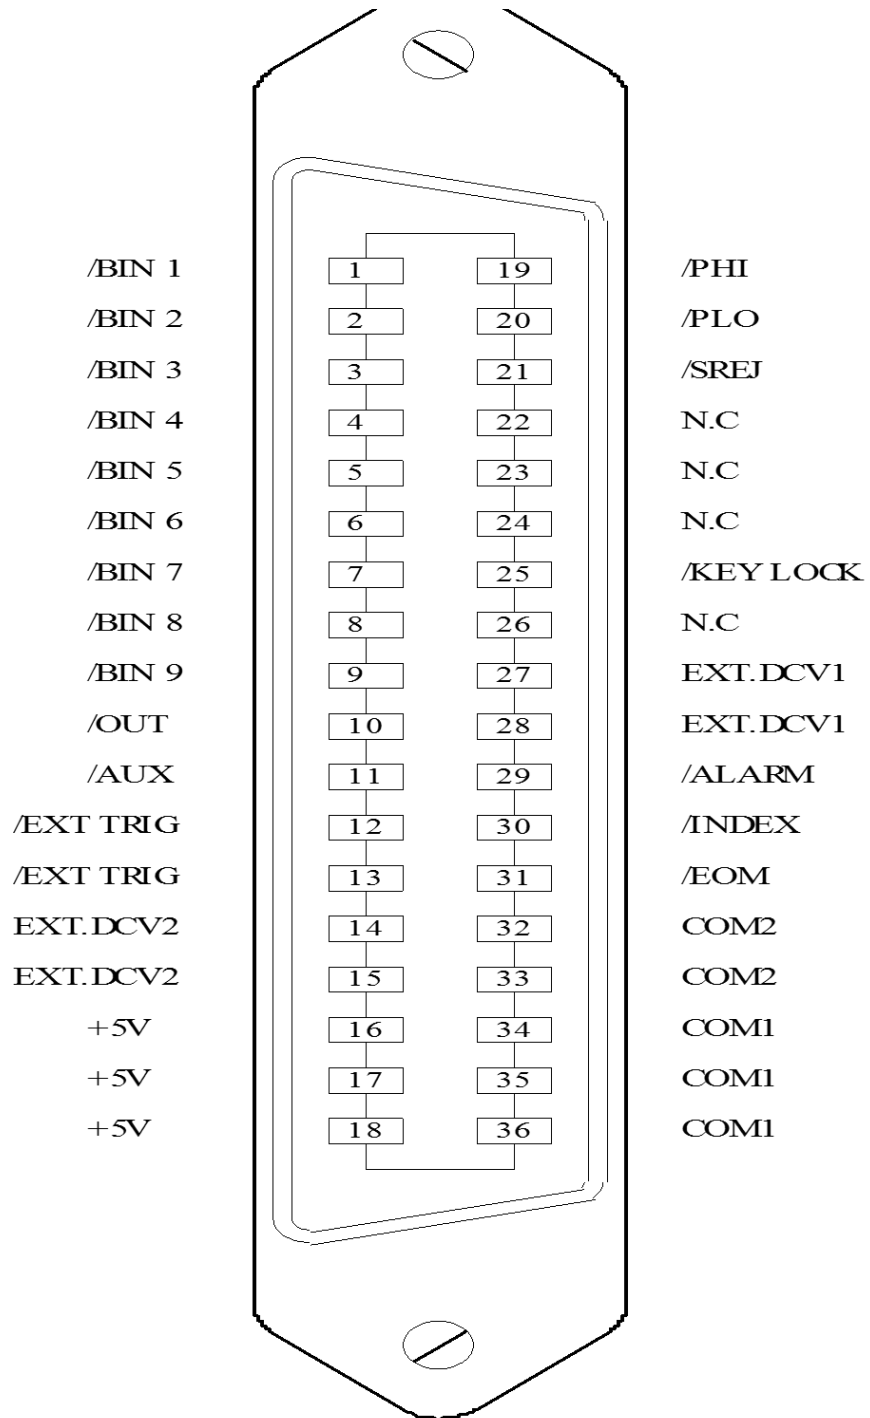 /BIN 1 1 19 /PHI
/BIN 2 2 20 /PLO
/BIN 3 3 21 /SREJ
/BIN 4 4 22 N.C
/BIN 5 5 23 N.C
/BIN 6 6 24 N.C
/BIN 7 7 25 /KEY LOCK
/BIN 8 8 26 N.C
/BIN 9 9 27 EXT.DCV1
/OUT 10 28 EXT.DCV1
/AUX 11 29 /ALARM
/EXT TRIG 12 30 /INDEX
/EXT TRIG 13 31 /EOM
EXT.DCV2 14 32 COM2
EXT.DCV2 15 33 COM2
+5V 16 34 COM1
+5V 17 35 COM1
+5V 18 36 COM1